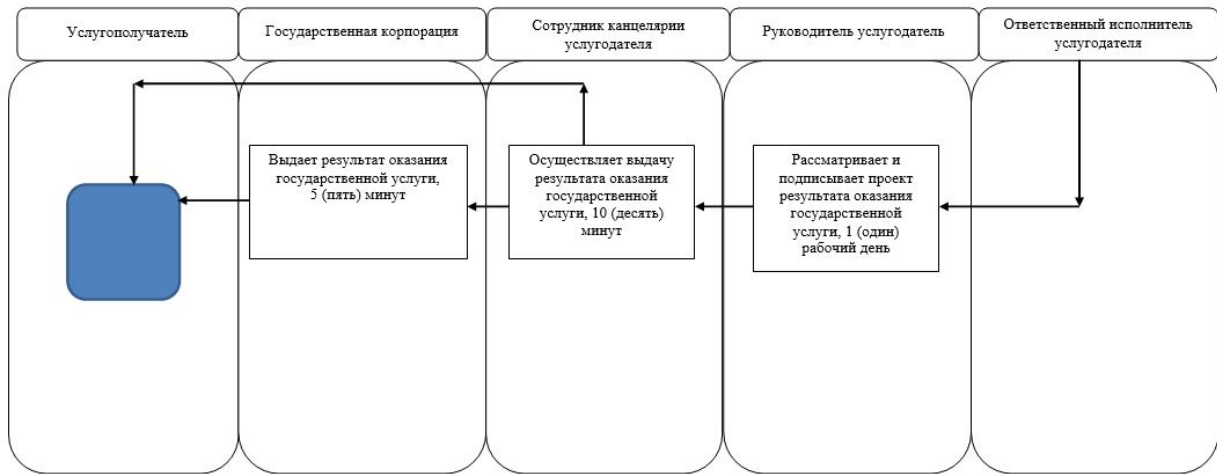 Услугополучатель
Государственная корпорация
Сотрудник канцелярии
услугодателя
Руководитель услугодатель
Ответственный исполнитель
услугодателя
Выдает результат оказания
государственной услуги,
5 (пять) минут
Осуществляет выдачу
результата оказания
государственной
услуги, 10 (десять)
минут
Рассматривает и
подписывает проект
результата оказания
государственной
услуги, 1 (один)
рабочий день